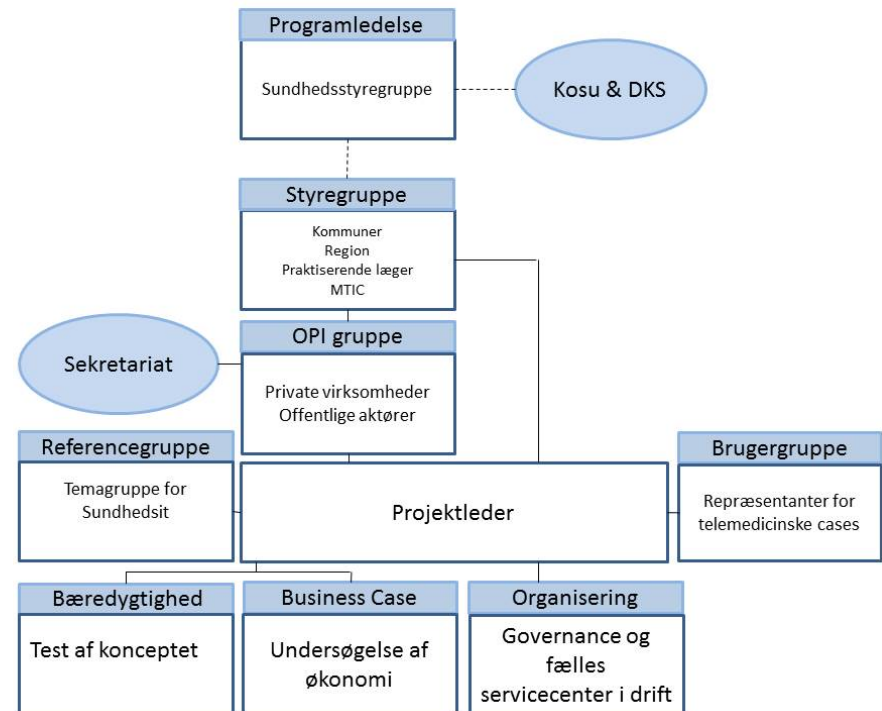 Programledelse
Sundhedsstyregruppe
Kosu & DKS
Styregruppe
Kommuner
Region
Praktiserende læger
MTIC
OPI gruppe
Sekretariat
Private virksomheder
Offentlige aktører
Referencegruppe
Temagruppe for
Sundhedsit
Projektleder
Brugergruppe
Repræsentanter for
telemedicinske cases
Bæredygtighed
Test af konceptet
Business Case
Undersøgelse af
økonomi
Organisering
Governance og
fælles
servicecenter i drift